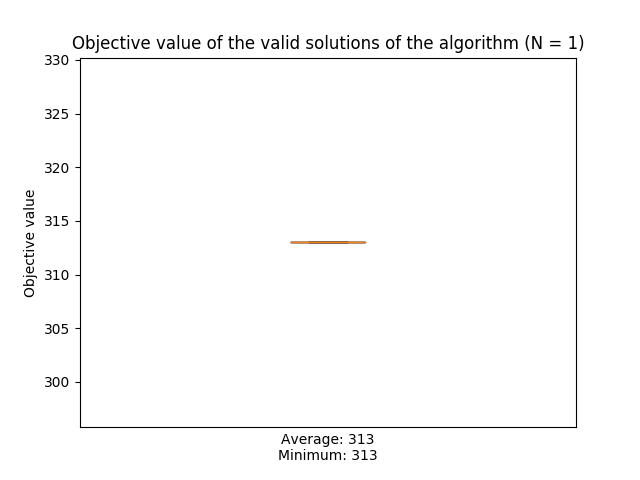 Objective value of the valid solutions of the algorithm (N = 1)
330
325
320
315
310
305
300
Objective value
Average: 313
Minimum: 313